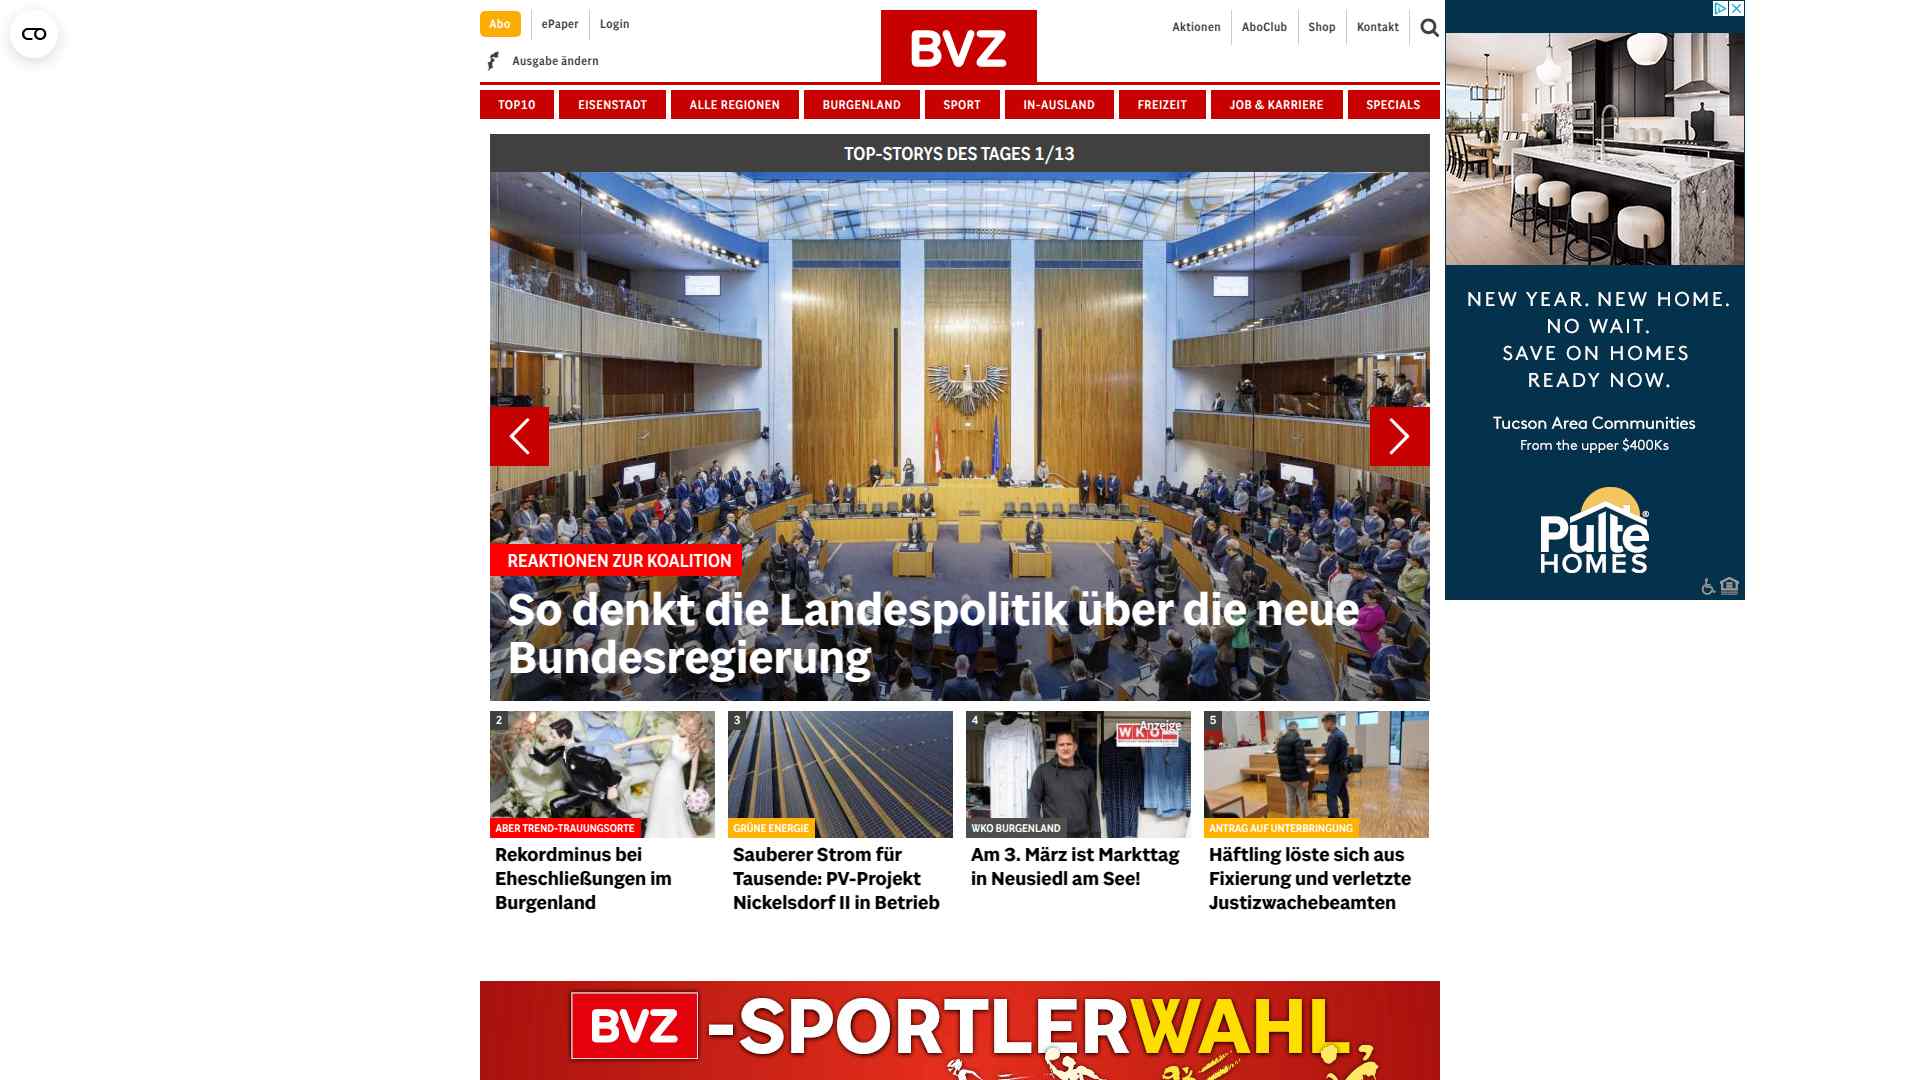 Abo
ePaper
Login
Ausgabe ändern
BVZ
Aktionen
AboClub
Shop
Kontakt
TOP10
EISENSTADT
ALLE REGIONEN
BURGENLAND
SPORT
IN-AUSLAND
FREIZEIT
JOB & KARRIERE
SPECIALS
TOP-STORYS DES TAGES 1/13
REAKTIONEN ZUR KOALITION
So denkt die Landespolitik über die neue
Bundesregierung
2
ABER TREND-TRAUUNGSORTE
Rekordminus bei
Eheschließungen im
Burgenland
3
GRÜNE ENERGIE
Sauberer Strom für
Tausende: PV-Projekt
Nickelsdorf II in Betrieb
4
Anzeige
WKO
WKO BURGENLAND
Am 3. März ist Markttag
in Neusiedl am See!
5
ANTRAG AUF UNTERBRINGUNG
Häftling löste sich aus
Fixierung und verletzte
Justizwachebeamten
NEW YEAR. NEW HOME.
NO WAIT.
SAVE ON HOMES
READY NOW.
Tucson Area Communities
From the upper $400Ks
Pulte®
HOMES
BVZ -SPORTLERWAHL